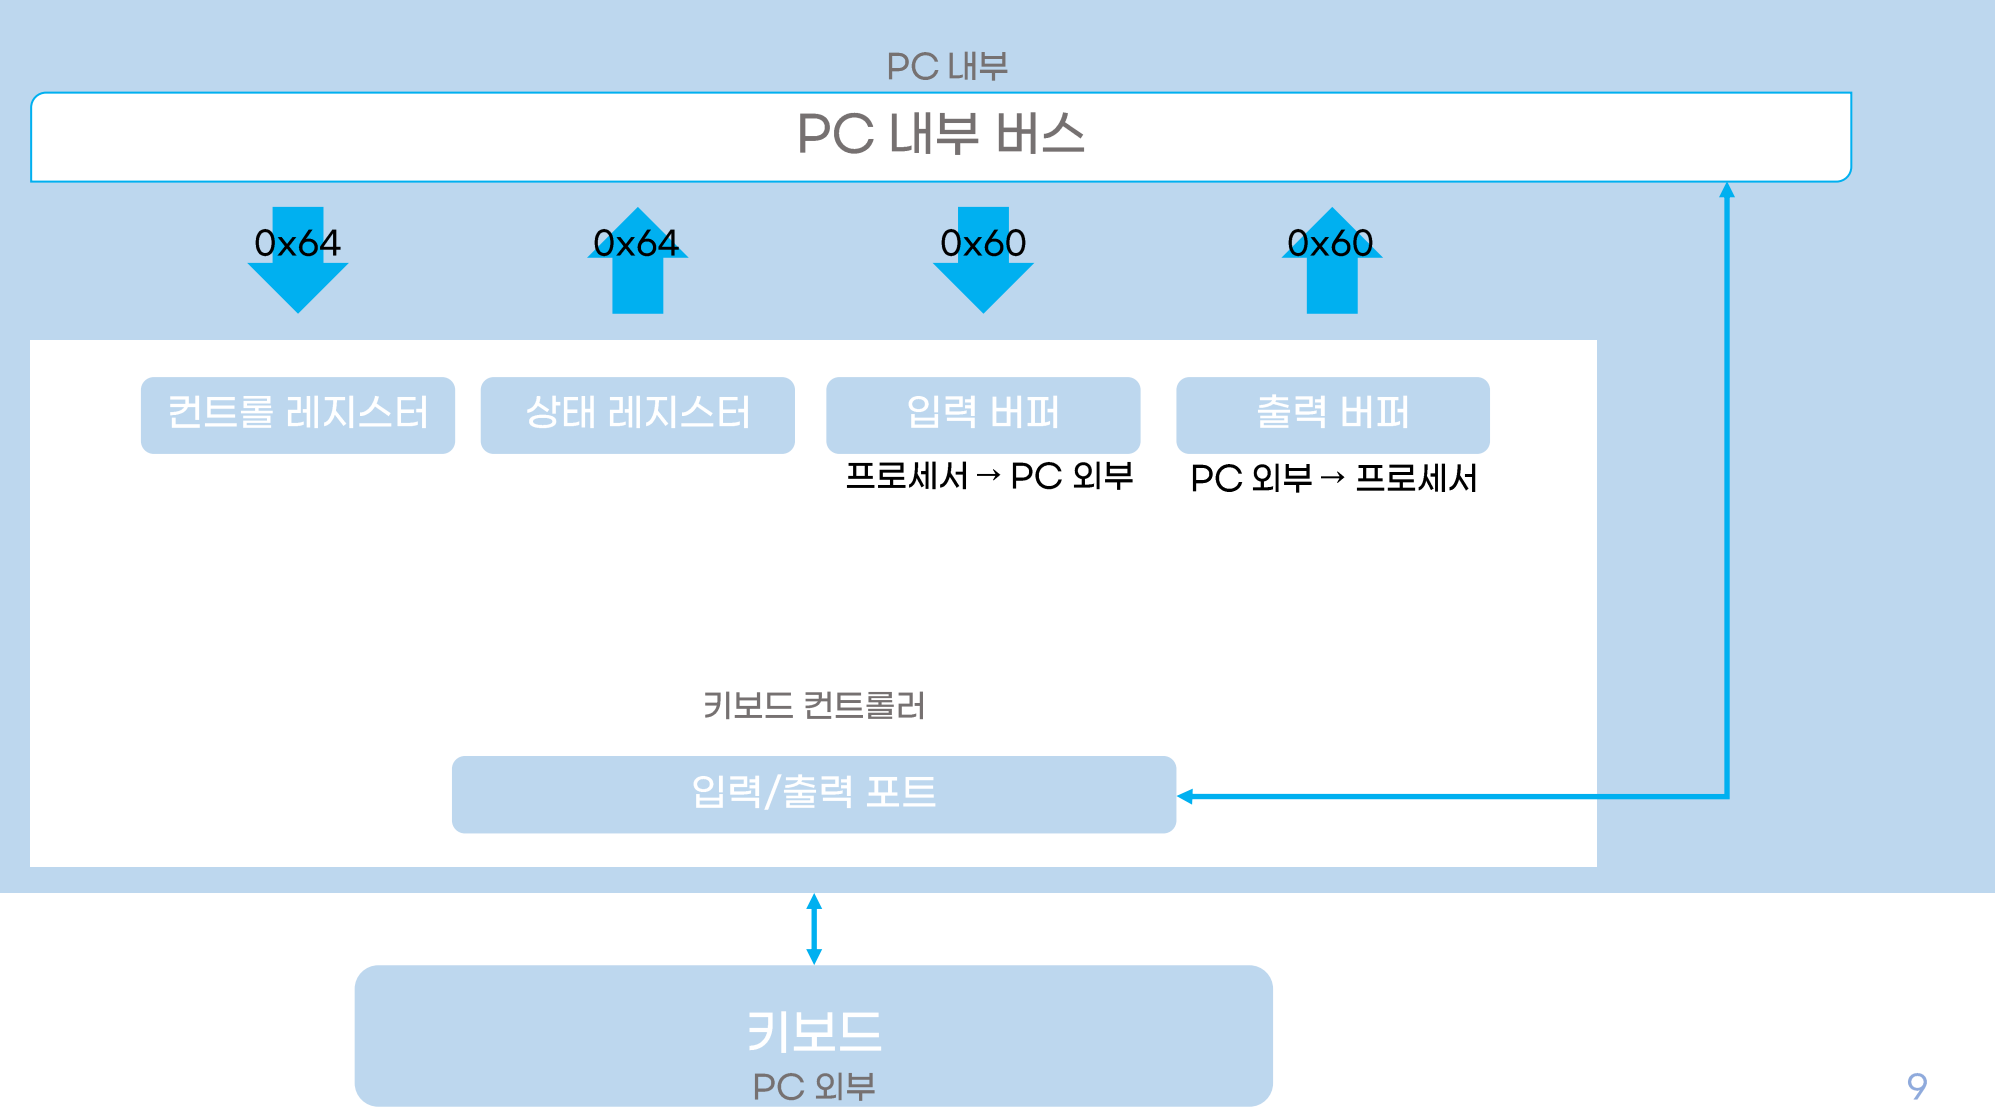 PC 내부
PC 내부 버스
0x64
0x64
0x60
0x60
컨트롤 레지스터
상태 레지스터
입력 버퍼
출력 버퍼
프로세서 → PC 외부
PC 외부 → 프로세서
키보드 컨트롤러
입력/출력 포트
키보드
PC 외부
9